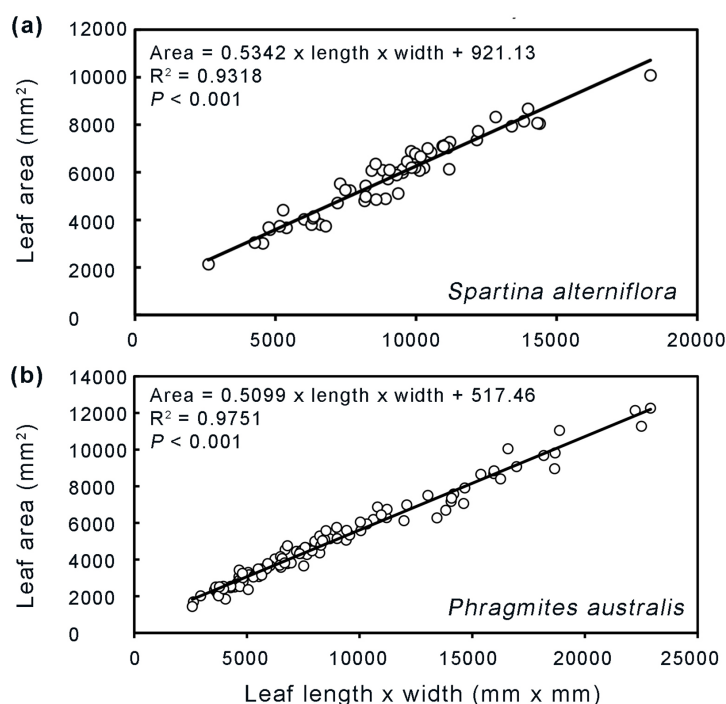 (a)
12000
Area = 0.5342 x length x width + 921.13
R² = 0.9318
P < 0.001
10000
8000
Leaf area (mm²)
6000
4000
2000
Spartina alterniflora
0
0 5000 10000 15000 20000
(b)
14000
Area = 0.5099 x length x width + 517.46
R² = 0.9751
P < 0.001
12000
10000
Leaf area (mm²)
8000
6000
4000
2000
Phragmites australis
0
0 5000 10000 15000 20000 25000
Leaf length x width (mm x mm)